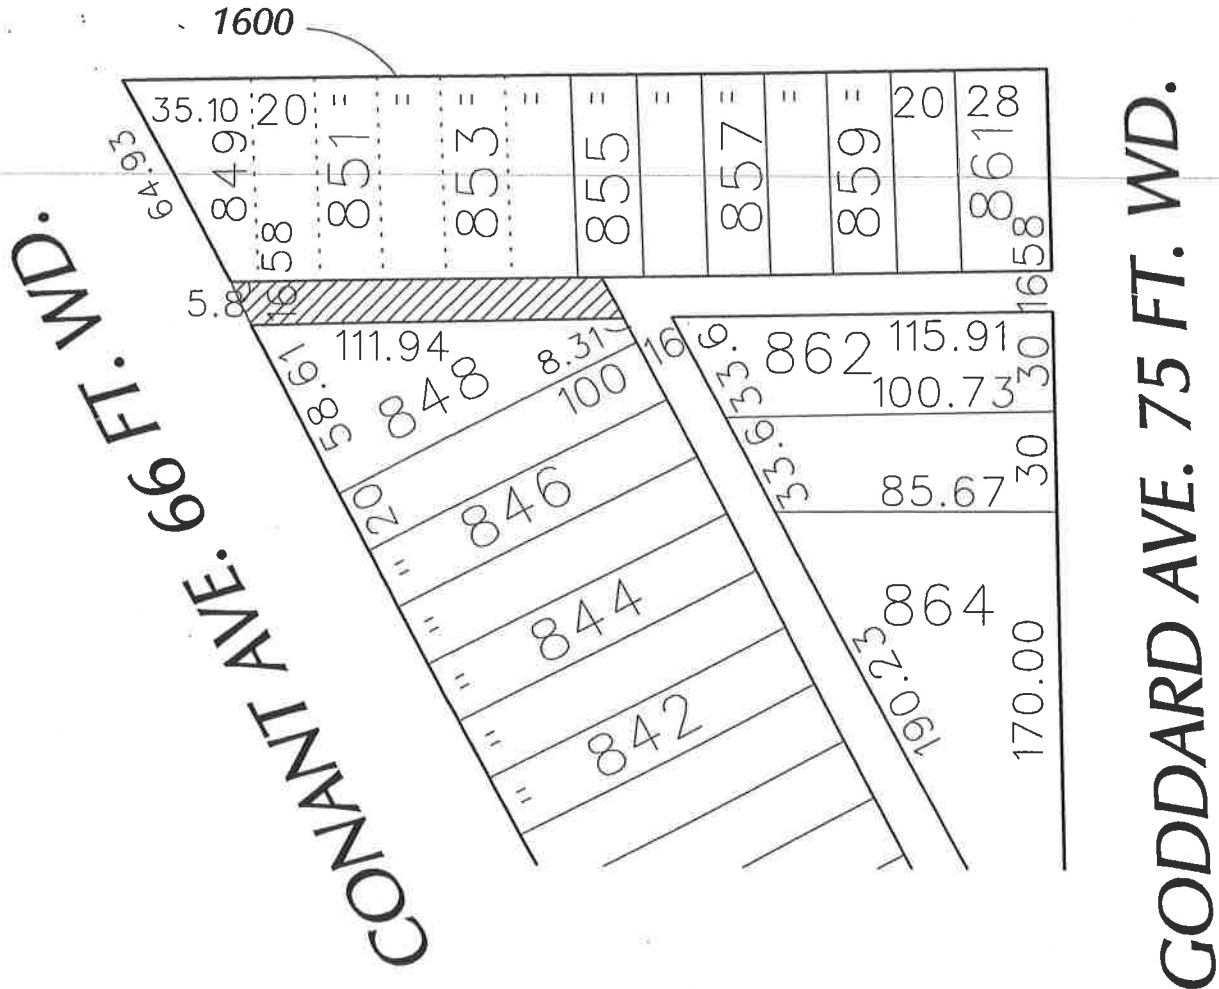 1600
35.10 20 " " " " " " " " " 20 28
849 851 853 855 857 859 861
64.93
58 58
5.8 16 16
111.94 8.31 16 862 115.91 30
58.61 848 100 33.6 100.73
33.6 85.67 30
20 846
" 844 864
" 842 190.23 170.00
"
"
"
CONANT AVE. 66 FT. WD.
GODDARD AVE. 75 FT. WD.